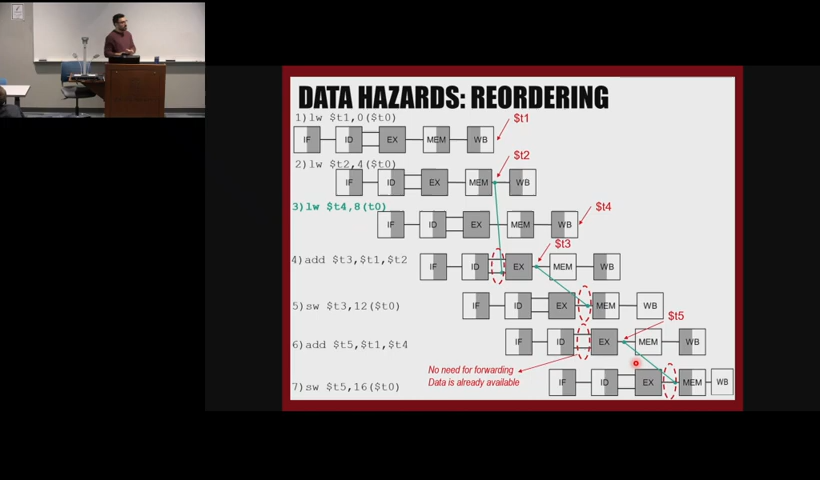 DATA HAZARDS: REORDERING
1)lw $t1,0($t0)
$t1
IF ID EX MEM WB
2)lw $t2,4($t0)
$t2
IF ID EX MEM WB
3)lw $t4,8(t0)
$t4
IF ID EX MEM WB
$t3
4)add $t3,$t1,$t2
IF ID EX MEM WB
5)sw $t3,12($t0)
IF ID EX MEM WB
$t5
6)add $t5,$t1,$t4
IF ID EX MEM WB
No need for forwarding
Data is already available
7)sw $t5,16($t0)
IF ID EX MEM WB